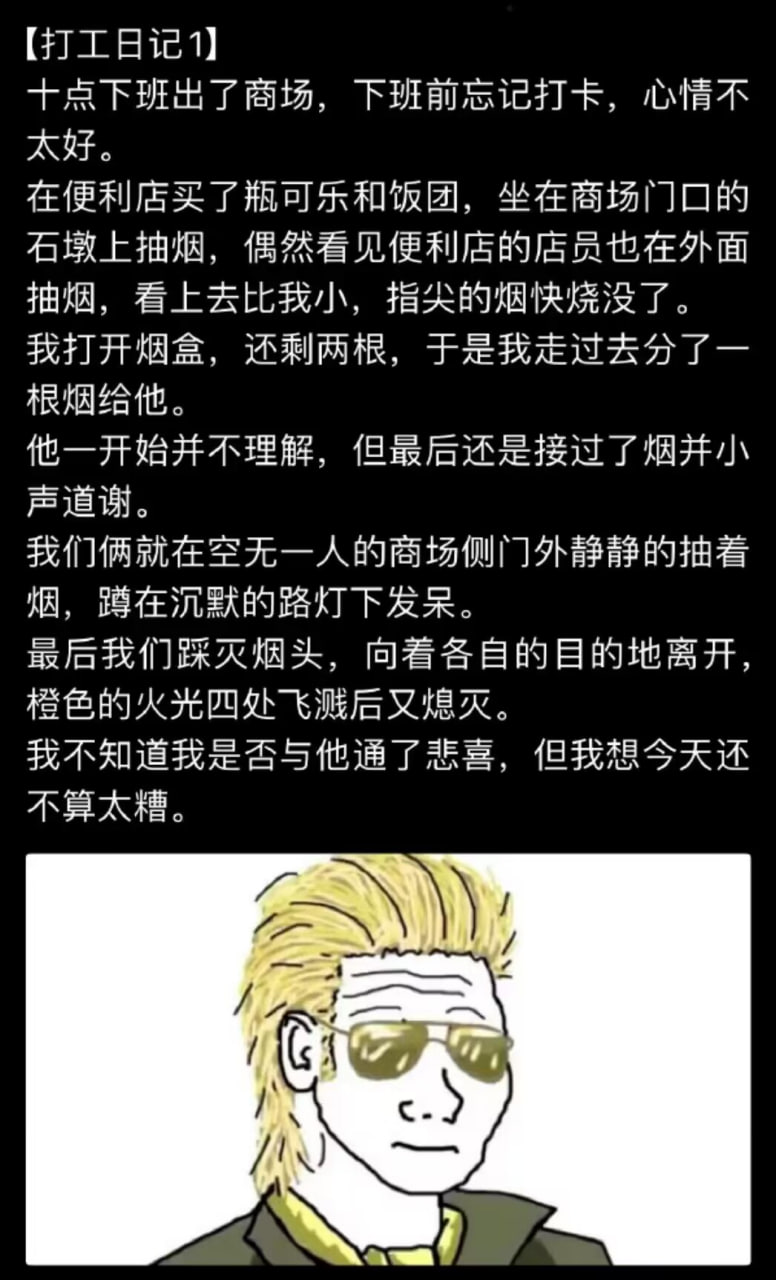 【打工日记1】
十点下班出了商场，下班前忘记打卡，心情不
太好。
在便利店买了瓶可乐和饭团，坐在商场门口的
石墩上抽烟，偶然看见便利店的店员也在外面
抽烟，看上去比我小，指尖的烟快烧没了。
我打开烟盒，还剩两根，于是我走过去分了一
根烟给他。
他一开始并不理解，但最后还是接过了烟并小
声道谢。
我们俩就在空无一人的商场侧门外静静的抽着
烟，蹲在沉默的路灯下发呆。
最后我们踩灭烟头，向着各自的目的地离开，
橙色的火光四处飞溅后又熄灭。
我不知道我是否与他通了悲喜，但我想今天还
不算太糟。